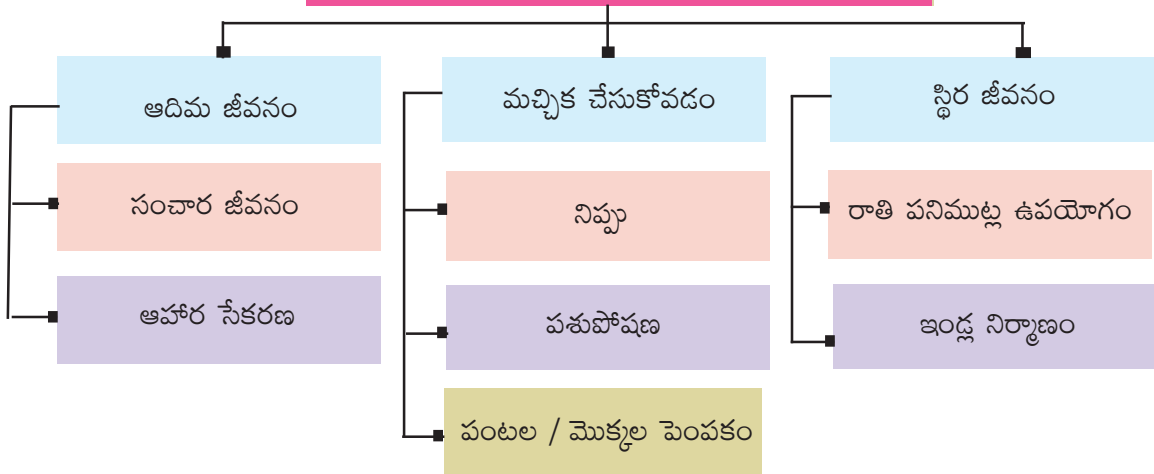 ఆదిమ జీవనం
సంచార జీవనం
ఆహార సేకరణ
మచ్చిక చేసుకోవడం
నిప్పు
పశుపోషణ
పంటల / మొక్కల పెంపకం
స్థిర జీవనం
రాతి పనిముట్ల ఉపయోగం
ఇండ్ల నిర్మాణం